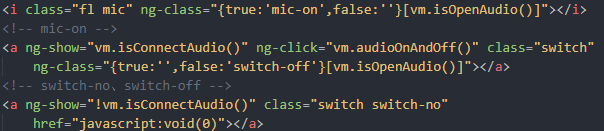 <i class="fl mic" ng-class="{true:'mic-on',false:''}[vm.isOpenAudio()]"></i>
<!-- mic-on -->
<a ng-show="vm.isConnectAudio()" ng-click="vm.audioOnAndOff()" class="switch"
ng-class="{true:'',false:'switch-off'}[vm.isOpenAudio()]"></a>
<!-- switch-no、switch-off -->
<a ng-show="!vm.isConnectAudio()" class="switch switch-no"
href="javascript:void(0)"></a>